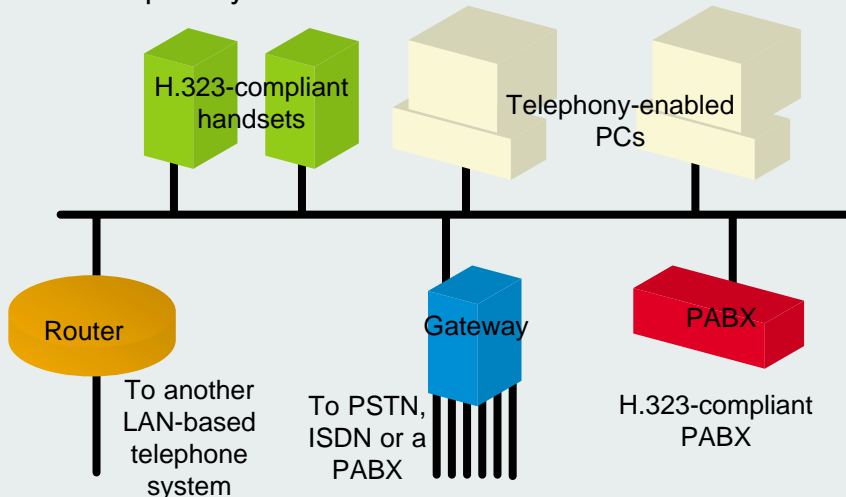 H.323-compliant
handsets
Telephony-enabled
PCs
Router
Gateway
PABX
To another
LAN-based
telephone
system
To PSTN,
ISDN or a
PABX
H.323-compliant
PABX